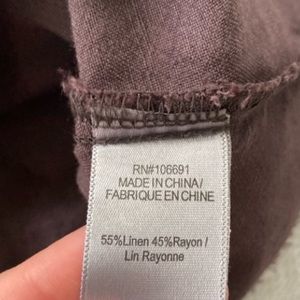 RN#106691
MADE IN CHINA/
FABRIQUE EN CHINE
55%Linen 45%Rayon /
Lin Rayonne